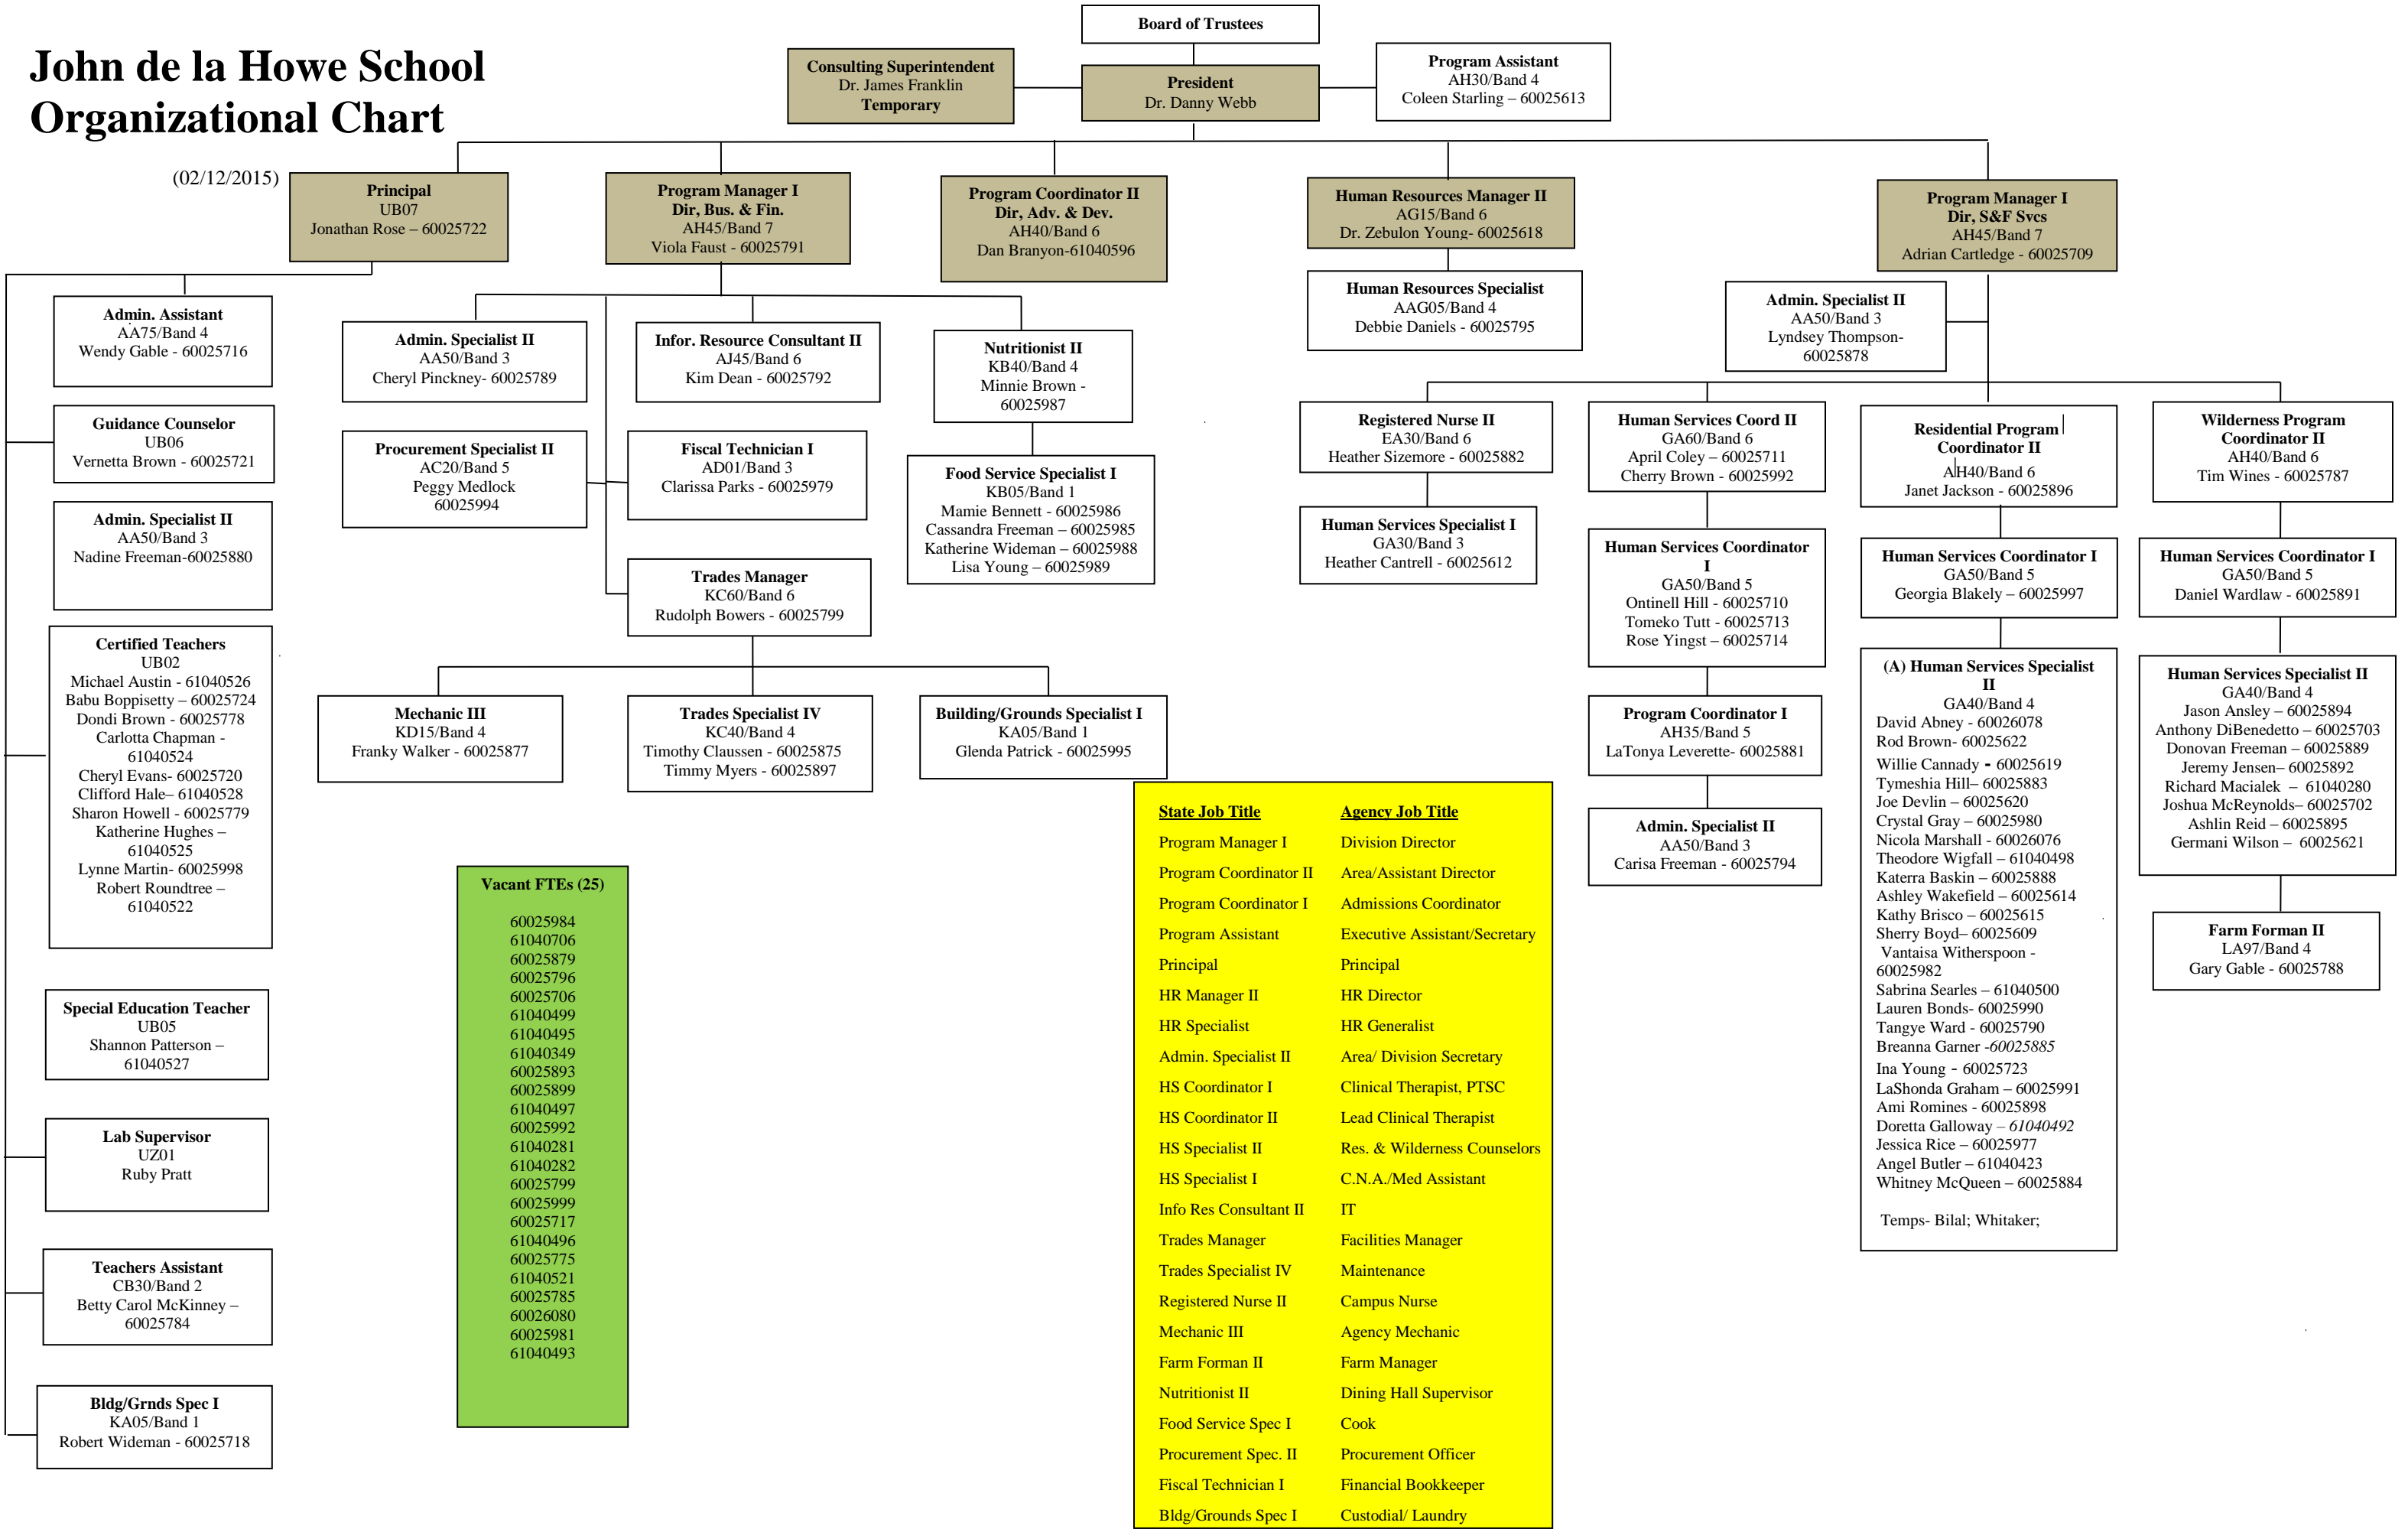 John de la Howe School
Organizational Chart
(02/12/2015)
Board of Trustees
Consulting Superintendent
Dr. James Franklin
Temporary
President
Dr. Danny Webb
Program Assistant
AH30/Band 4
Coleen Starling – 60025613
Principal
UB07
Jonathan Rose – 60025722
Program Manager I
Dir, Bus. & Fin.
AH45/Band 7
Viola Faust - 60025791
Program Coordinator II
Dir, Adv. & Dev.
AH40/Band 6
Dan Branyon-61040596
Human Resources Manager II
AG15/Band 6
Dr. Zebulon Young- 60025618
Program Manager I
Dir, S&F Svcs
AH45/Band 7
Adrian Cartledge - 60025709
Human Resources Specialist
AAG05/Band 4
Debbie Daniels - 60025795
Admin. Specialist II
AA50/Band 3
Lyndsey Thompson-
60025878
Admin. Assistant
AA75/Band 4
Wendy Gable - 60025716
Guidance Counselor
UB06
Vernetta Brown - 60025721
Admin. Specialist II
AA50/Band 3
Nadine Freeman-60025880
Certified Teachers
UB02
Michael Austin - 61040526
Babu Boppisetty – 60025724
Dondi Brown - 60025778
Carlotta Chapman -
61040524
Cheryl Evans- 60025720
Clifford Hale– 61040528
Sharon Howell - 60025779
Katherine Hughes –
61040525
Lynne Martin- 60025998
Robert Roundtree –
61040522
Special Education Teacher
UB05
Shannon Patterson –
61040527
Lab Supervisor
UZ01
Ruby Pratt
Teachers Assistant
CB30/Band 2
Betty Carol McKinney –
60025784
Bldg/Grnds Spec I
KA05/Band 1
Robert Wideman - 60025718
Admin. Specialist II
AA50/Band 3
Cheryl Pinckney- 60025789
Infor. Resource Consultant II
AJ45/Band 6
Kim Dean - 60025792
Nutritionist II
KB40/Band 4
Minnie Brown -
60025987
Procurement Specialist II
AC20/Band 5
Peggy Medlock
60025994
Fiscal Technician I
AD01/Band 3
Clarissa Parks - 60025979
Food Service Specialist I
KB05/Band 1
Mamie Bennett - 60025986
Cassandra Freeman – 60025985
Katherine Wideman – 60025988
Lisa Young – 60025989
Trades Manager
KC60/Band 6
Rudolph Bowers - 60025799
Mechanic III
KD15/Band 4
Franky Walker - 60025877
Trades Specialist IV
KC40/Band 4
Timothy Claussen - 60025875
Timmy Myers - 60025897
Building/Grounds Specialist I
KA05/Band 1
Glenda Patrick - 60025995
Registered Nurse II
EA30/Band 6
Heather Sizemore - 60025882
Human Services Specialist I
GA30/Band 3
Heather Cantrell - 60025612
Human Services Coord II
GA60/Band 6
April Coley – 60025711
Cherry Brown - 60025992
Human Services Coordinator
I
GA50/Band 5
Ontinell Hill - 60025710
Tomeko Tutt - 60025713
Rose Yingst – 60025714
Program Coordinator I
AH35/Band 5
LaTonya Leverette- 60025881
Admin. Specialist II
AA50/Band 3
Carisa Freeman - 60025794
Residential Program
Coordinator II
AH40/Band 6
Janet Jackson - 60025896
Human Services Coordinator I
GA50/Band 5
Georgia Blakely – 60025997
(A) Human Services Specialist
II
GA40/Band 4
David Abney - 60026078
Rod Brown- 60025622
Willie Cannady - 60025619
Tymeshia Hill– 60025883
Joe Devlin – 60025620
Crystal Gray – 60025980
Nicola Marshall - 60026076
Theodore Wigfall – 61040498
Katerra Baskin – 60025888
Ashley Wakefield – 60025614
Kathy Brisco – 60025615
Sherry Boyd– 60025609
Vantaisa Witherspoon -
60025982
Sabrina Searles – 61040500
Lauren Bonds- 60025990
Tangye Ward - 60025790
Breanna Garner -60025885
Ina Young - 60025723
LaShonda Graham – 60025991
Ami Romines - 60025898
Doretta Galloway – 61040492
Jessica Rice – 60025977
Angel Butler – 61040423
Whitney McQueen – 60025884
Temps- Bilal; Whitaker;
Wilderness Program
Coordinator II
AH40/Band 6
Tim Wines - 60025787
Human Services Coordinator I
GA50/Band 5
Daniel Wardlaw - 60025891
Human Services Specialist II
GA40/Band 4
Jason Ansley – 60025894
Anthony DiBenedetto – 60025703
Donovan Freeman – 60025889
Jeremy Jensen– 60025892
Richard Macialek – 61040280
Joshua McReynolds– 60025702
Ashlin Reid – 60025895
Germani Wilson – 60025621
Farm Forman II
LA97/Band 4
Gary Gable - 60025788
Vacant FTEs (25)
60025984
61040706
60025879
60025796
60025706
61040499
61040495
61040349
60025893
60025899
61040497
60025992
61040281
61040282
60025799
60025999
60025717
61040496
60025775
61040521
60025785
60026080
60025981
61040493
State Job Title Agency Job Title
Program Manager I Division Director
Program Coordinator II Area/Assistant Director
Program Coordinator I Admissions Coordinator
Program Assistant Executive Assistant/Secretary
Principal Principal
HR Manager II HR Director
HR Specialist HR Generalist
Admin. Specialist II Area/ Division Secretary
HS Coordinator I Clinical Therapist, PTSC
HS Coordinator II Lead Clinical Therapist
HS Specialist II Res. & Wilderness Counselors
HS Specialist I C.N.A./Med Assistant
Info Res Consultant II IT
Trades Manager Facilities Manager
Trades Specialist IV Maintenance
Registered Nurse II Campus Nurse
Mechanic III Agency Mechanic
Farm Forman II Farm Manager
Nutritionist II Dining Hall Supervisor
Food Service Spec I Cook
Procurement Spec. II Procurement Officer
Fiscal Technician I Financial Bookkeeper
Bldg/Grounds Spec I Custodial/ Laundry